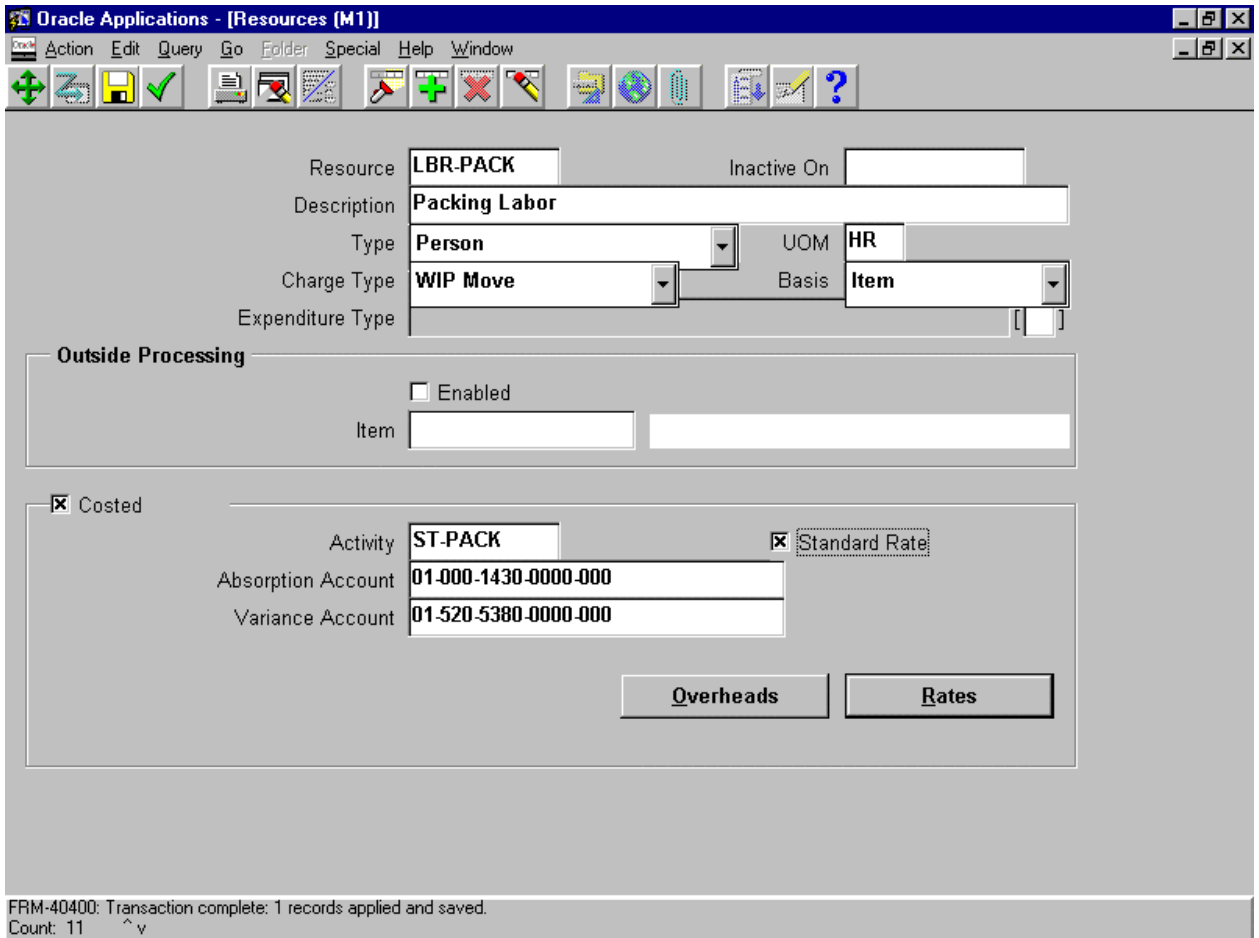 Oracle Applications - [Resources (M1)]
Action Edit Query Go Folder Special Help Window
Resource LBR-PACK Inactive On
Description Packing Labor
Type Person UOM HR
Charge Type WIP Move Basis Item
Expenditure Type [ ]
Outside Processing
Enabled
Item
Costed
Activity ST-PACK Standard Rate
Absorption Account 01-000-1430-0000-000
Variance Account 01-520-5380-0000-000
Overheads Rates
FRM-40400: Transaction complete: 1 records applied and saved.
Count: 11 ^ v